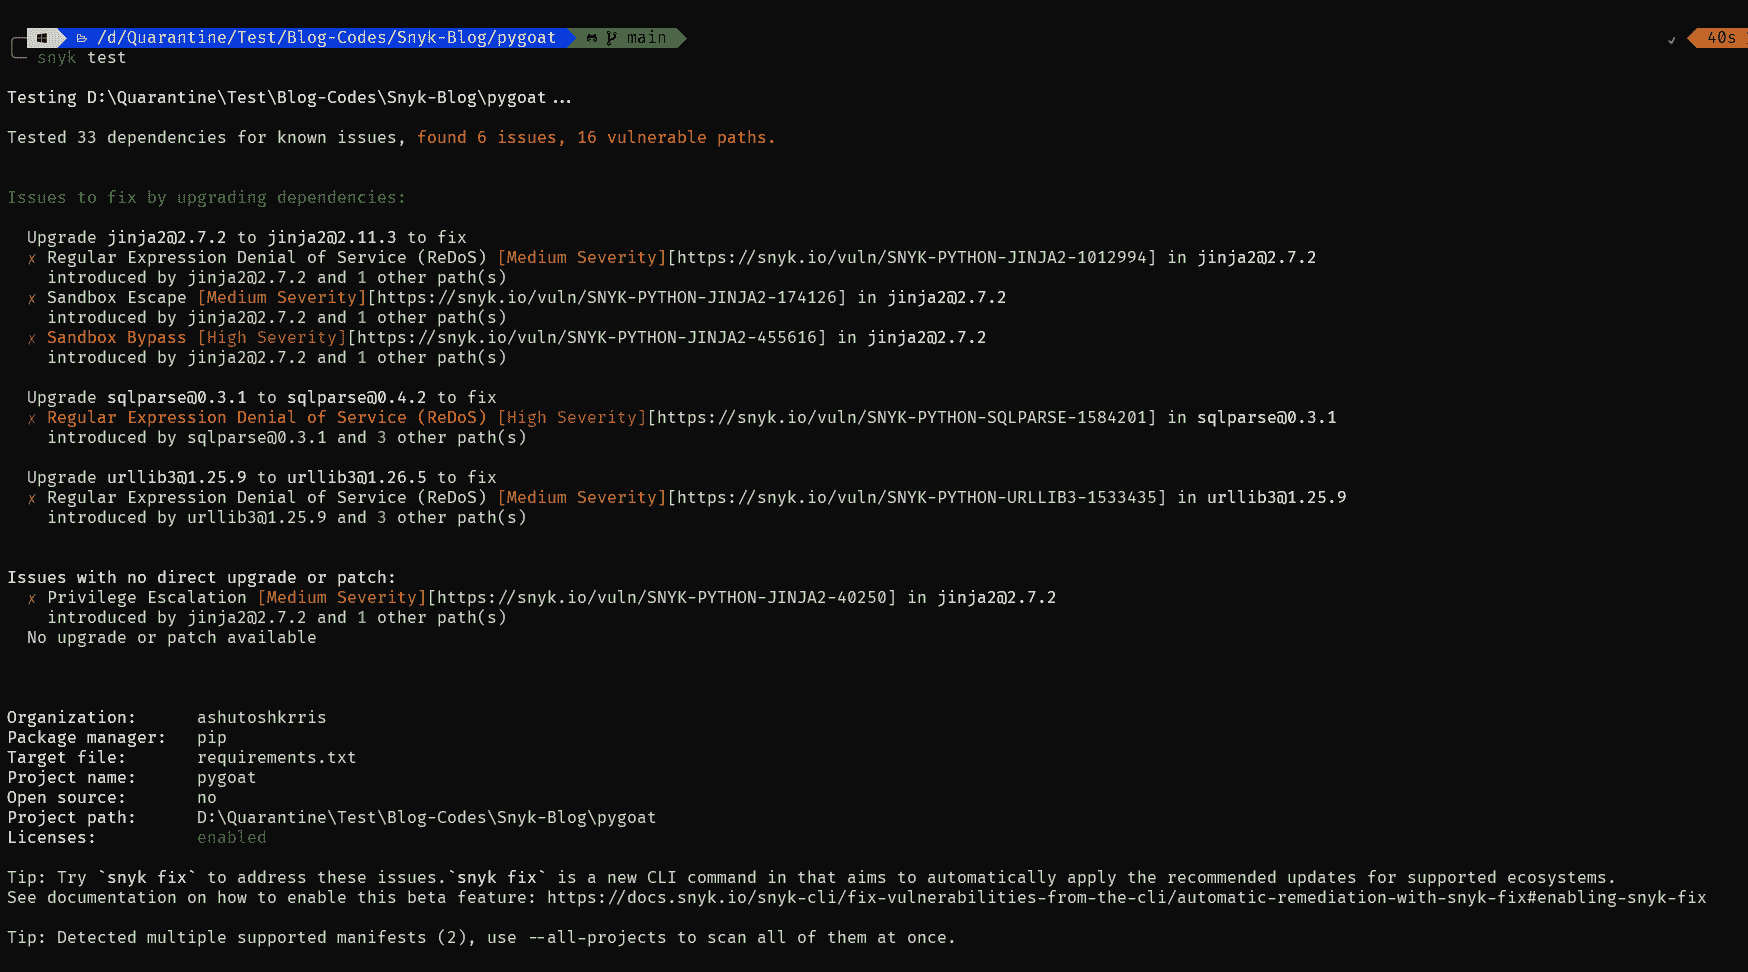 /d/Quarantine/Test/Blog-Codes/Snyk-Blog/pygoat main 40s
snyk test
Testing D:\Quarantine\Test\Blog-Codes\Snyk-Blog\pygoat...
Tested 33 dependencies for known issues, found 6 issues, 16 vulnerable paths.
Issues to fix by upgrading dependencies:
Upgrade jinja2@2.7.2 to jinja2@2.11.3 to fix
✗ Regular Expression Denial of Service (ReDoS) [Medium Severity][https://snyk.io/vuln/SNYK-PYTHON-JINJA2-1012994] in jinja2@2.7.2
introduced by jinja2@2.7.2 and 1 other path(s)
✗ Sandbox Escape [Medium Severity][https://snyk.io/vuln/SNYK-PYTHON-JINJA2-174126] in jinja2@2.7.2
introduced by jinja2@2.7.2 and 1 other path(s)
✗ Sandbox Bypass [High Severity][https://snyk.io/vuln/SNYK-PYTHON-JINJA2-455616] in jinja2@2.7.2
introduced by jinja2@2.7.2 and 1 other path(s)
Upgrade sqlparse@0.3.1 to sqlparse@0.4.2 to fix
✗ Regular Expression Denial of Service (ReDoS) [High Severity][https://snyk.io/vuln/SNYK-PYTHON-SQLPARSE-1584201] in sqlparse@0.3.1
introduced by sqlparse@0.3.1 and 3 other path(s)
Upgrade urllib3@1.25.9 to urllib3@1.26.5 to fix
✗ Regular Expression Denial of Service (ReDoS) [Medium Severity][https://snyk.io/vuln/SNYK-PYTHON-URLLIB3-1533435] in urllib3@1.25.9
introduced by urllib3@1.25.9 and 3 other path(s)
Issues with no direct upgrade or patch:
✗ Privilege Escalation [Medium Severity][https://snyk.io/vuln/SNYK-PYTHON-JINJA2-40250] in jinja2@2.7.2
introduced by jinja2@2.7.2 and 1 other path(s)
No upgrade or patch available
Organization: ashutoshkrris
Package manager: pip
Target file: requirements.txt
Project name: pygoat
Open source: no
Project path: D:\Quarantine\Test\Blog-Codes\Snyk-Blog\pygoat
Licenses: enabled
Tip: Try `snyk fix` to address these issues.`snyk fix` is a new CLI command in that aims to automatically apply the recommended updates for supported ecosystems.
See documentation on how to enable this beta feature: https://docs.snyk.io/snyk-cli/fix-vulnerabilities-from-the-cli/automatic-remediation-with-snyk-fix#enabling-snyk-fix
Tip: Detected multiple supported manifests (2), use --all-projects to scan all of them at once.